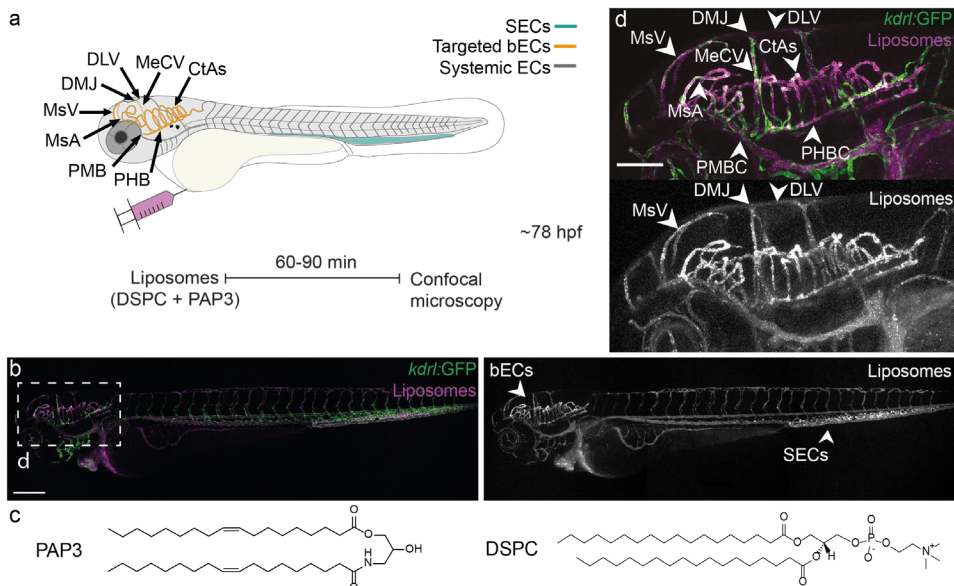 a
SECs
Targeted bECs
Systemic ECs
DLV
MeCV
DMJ
CtAs
MsV
MsA
PMB
PHB
~78 hpf
60-90 min
Liposomes
(DSPC + PAP3)
Confocal
microscopy
d
DMJ
DLV
kdrl:GFP
Liposomes
MsV
MeCV
CtAs
MsA
PMBC
PHBC
DMJ
DLV
Liposomes
MsV
b
kdrl:GFP
Liposomes
d
bECs
Liposomes
SECs
c
PAP3
O
O
OH
H
N
O
DSPC
O
O
O
O
P
O
O-
N+
O
H
O